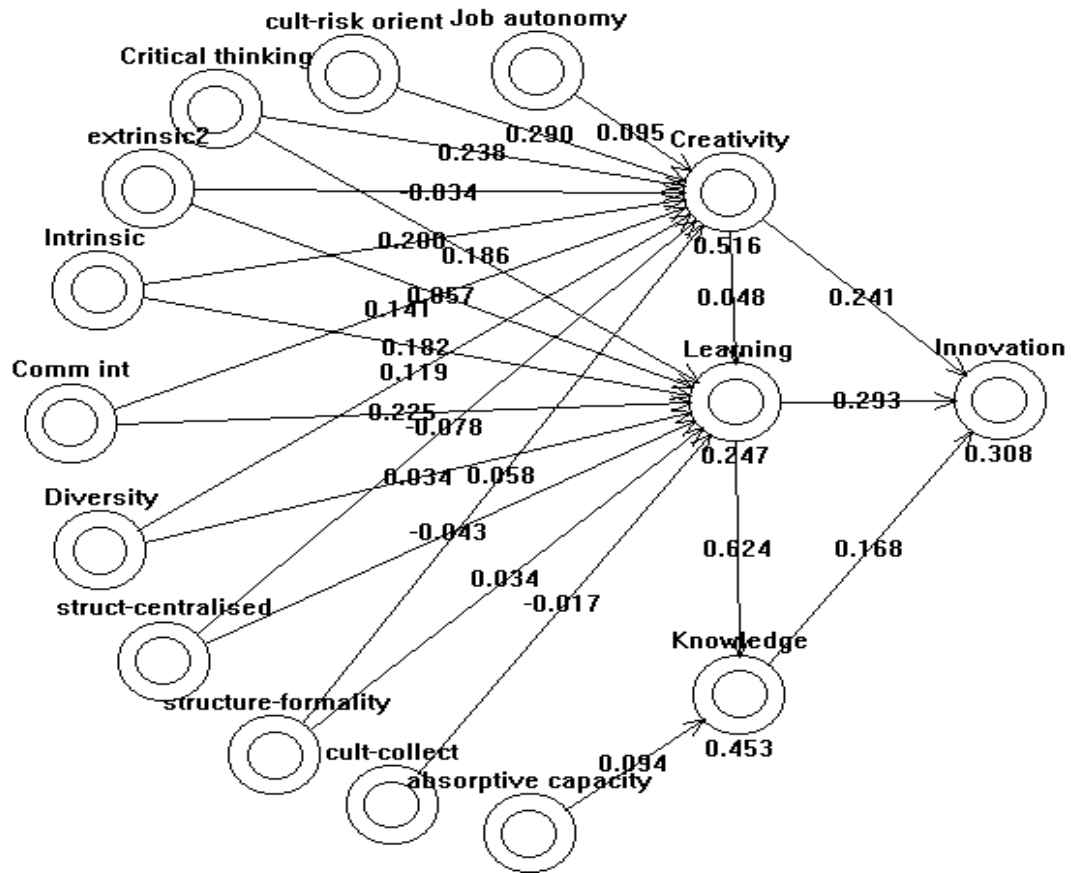 cult-risk orient
Job autonomy
Critical thinking
extrinsic2
0.290
0.095
Creativity
0.238
-0.034
Intrinsic
0.200
0.186
0.516
0.057
0.048
0.241
0.141
0.182
Learning
Innovation
Comm int
0.119
0.225
0.293
-0.078
0.247
0.308
Diversity
0.034
0.058
-0.043
0.624
0.168
0.034
struct-centralised
-0.017
Knowledge
structure-formality
cult-collect
0.453
0.094
absorptive capacity